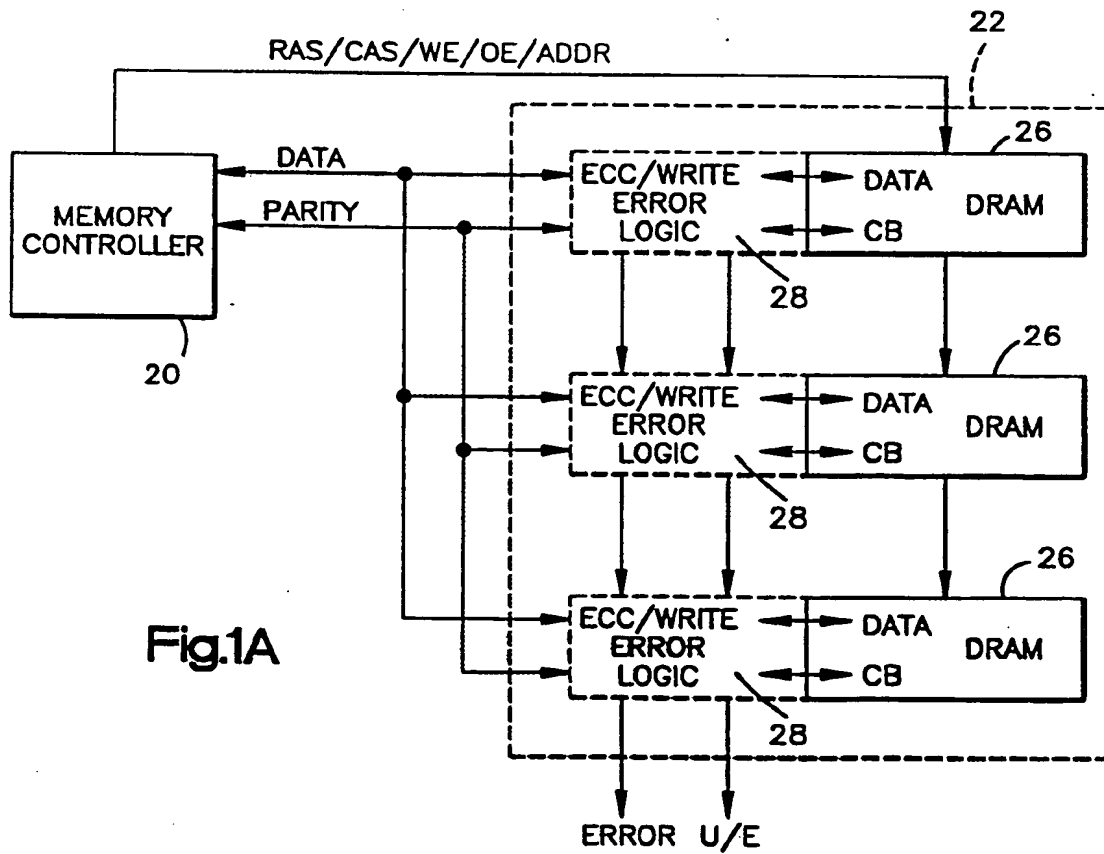 22
RAS/CAS/WE/OE/ADDR
26
DATA
ECC/WRITE
ERROR
LOGIC
DATA
DRAM
CB
PARITY
MEMORY
CONTROLLER
28
20
26
ECC/WRITE
ERROR
LOGIC
DATA
DRAM
CB
28
26
ECC/WRITE
ERROR
LOGIC
DATA
DRAM
CB
28
Fig.1A
ERROR U/E